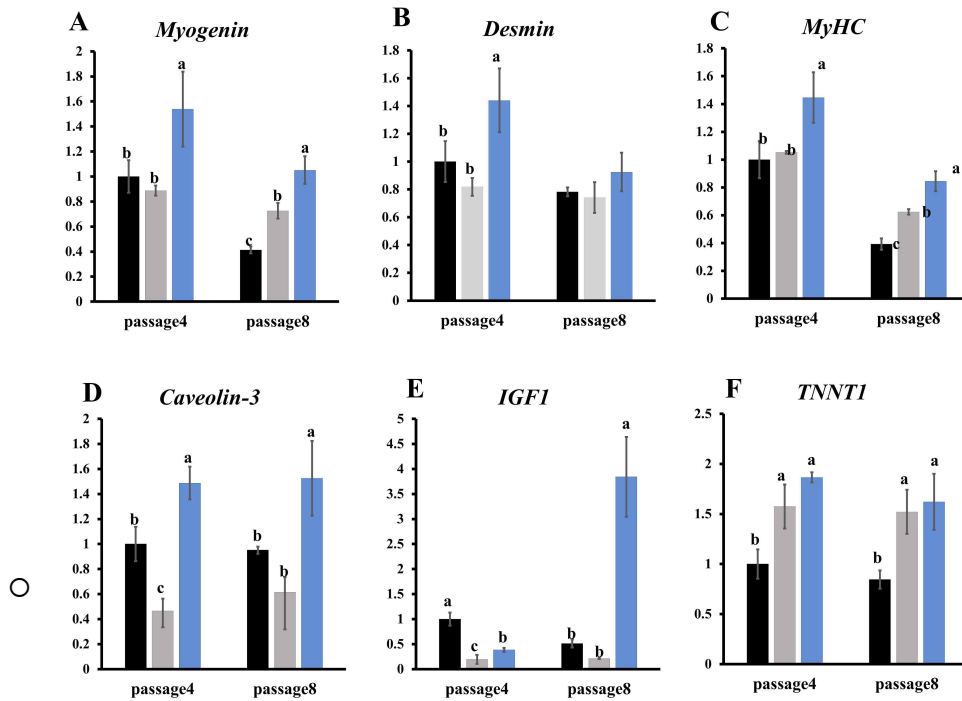 A
Myogenin
2
1.8
1.6
1.4
1.2
1
0.8
0.6
0.4
0.2
0
b
b
a
c
b
a
passage4
passage8
B
Desmin
1.8
1.6
1.4
1.2
1
0.8
0.6
0.4
0.2
0
b
b
a
passage4
passage8
C
MyHC
1.8
1.6
1.4
1.2
1
0.8
0.6
0.4
0.2
0
b
b
a
c
b
a
passage4
passage8
D
Caveolin-3
2
1.8
1.6
1.4
1.2
1
0.8
0.6
0.4
0.2
0
b
c
a
b
b
a
passage4
passage8
E
IGF1
5
4.5
4
3.5
3
2.5
2
1.5
1
0.5
0
a
c
b
b
b
a
passage4
passage8
F
TNNT1
2.5
2
1.5
1
0.5
0
b
a
a
b
a
a
passage4
passage8